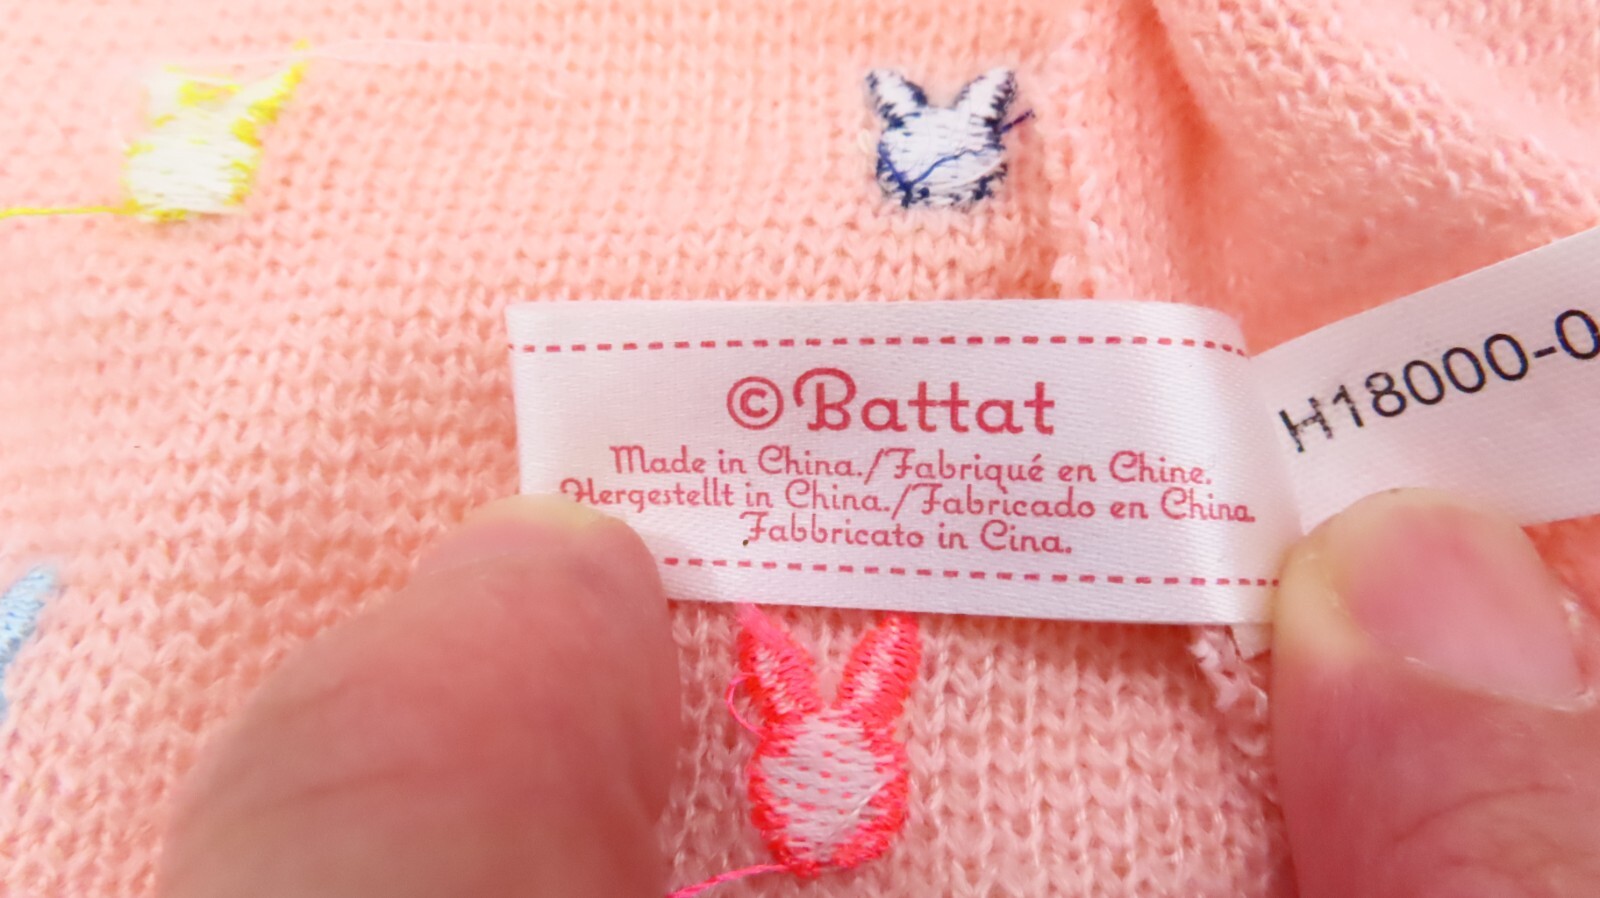 ©Battat
Made in China./Fabriqué en Chine.
Hergestellt in China./Fabricado en China.
Fabbricato in Cina.
H18000-0